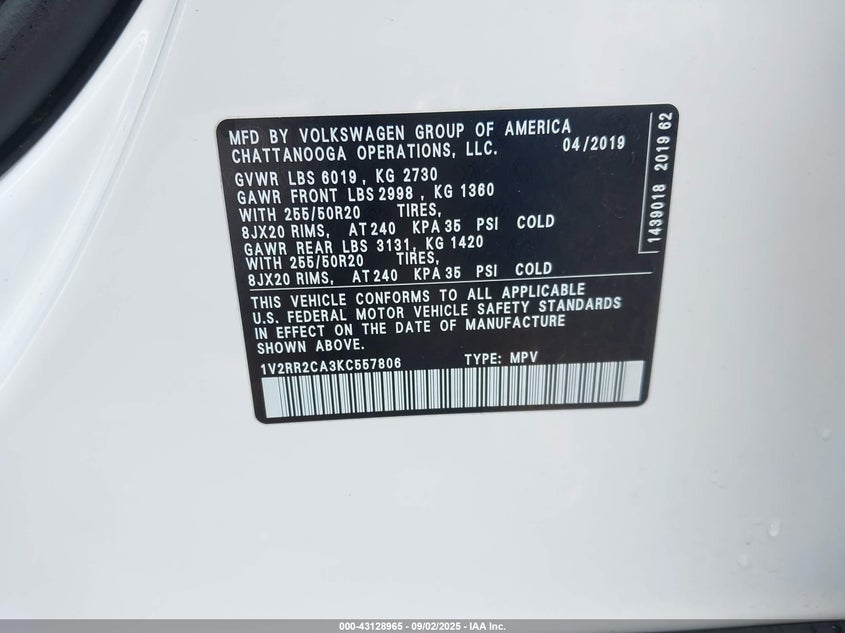 MFD BY VOLKSWAGEN GROUP OF AMERICA
CHATTANOOGA OPERATIONS, LLC. 04/2019
GVWR LBS 6019, KG 2730
GAWR FRONT LBS 2998, KG 1360
WITH 255/50R20 TIRES,
8JX20 RIMS, AT 240 KPA 35 PSI COLD
GAWR REAR LBS 3131, KG 1420
WITH 255/50R20 TIRES,
8JX20 RIMS, AT 240 KPA 35 PSI COLD
THIS VEHICLE CONFORMS TO ALL APPLICABLE
U.S. FEDERAL MOTOR VEHICLE SAFETY STANDARDS
IN EFFECT ON THE DATE OF MANUFACTURE
SHOWN ABOVE.
1V2RR2CA3KC557806 TYPE: MPV
1439018 2019 62
000-43128965 - 09/02/2025 - IAA Inc.